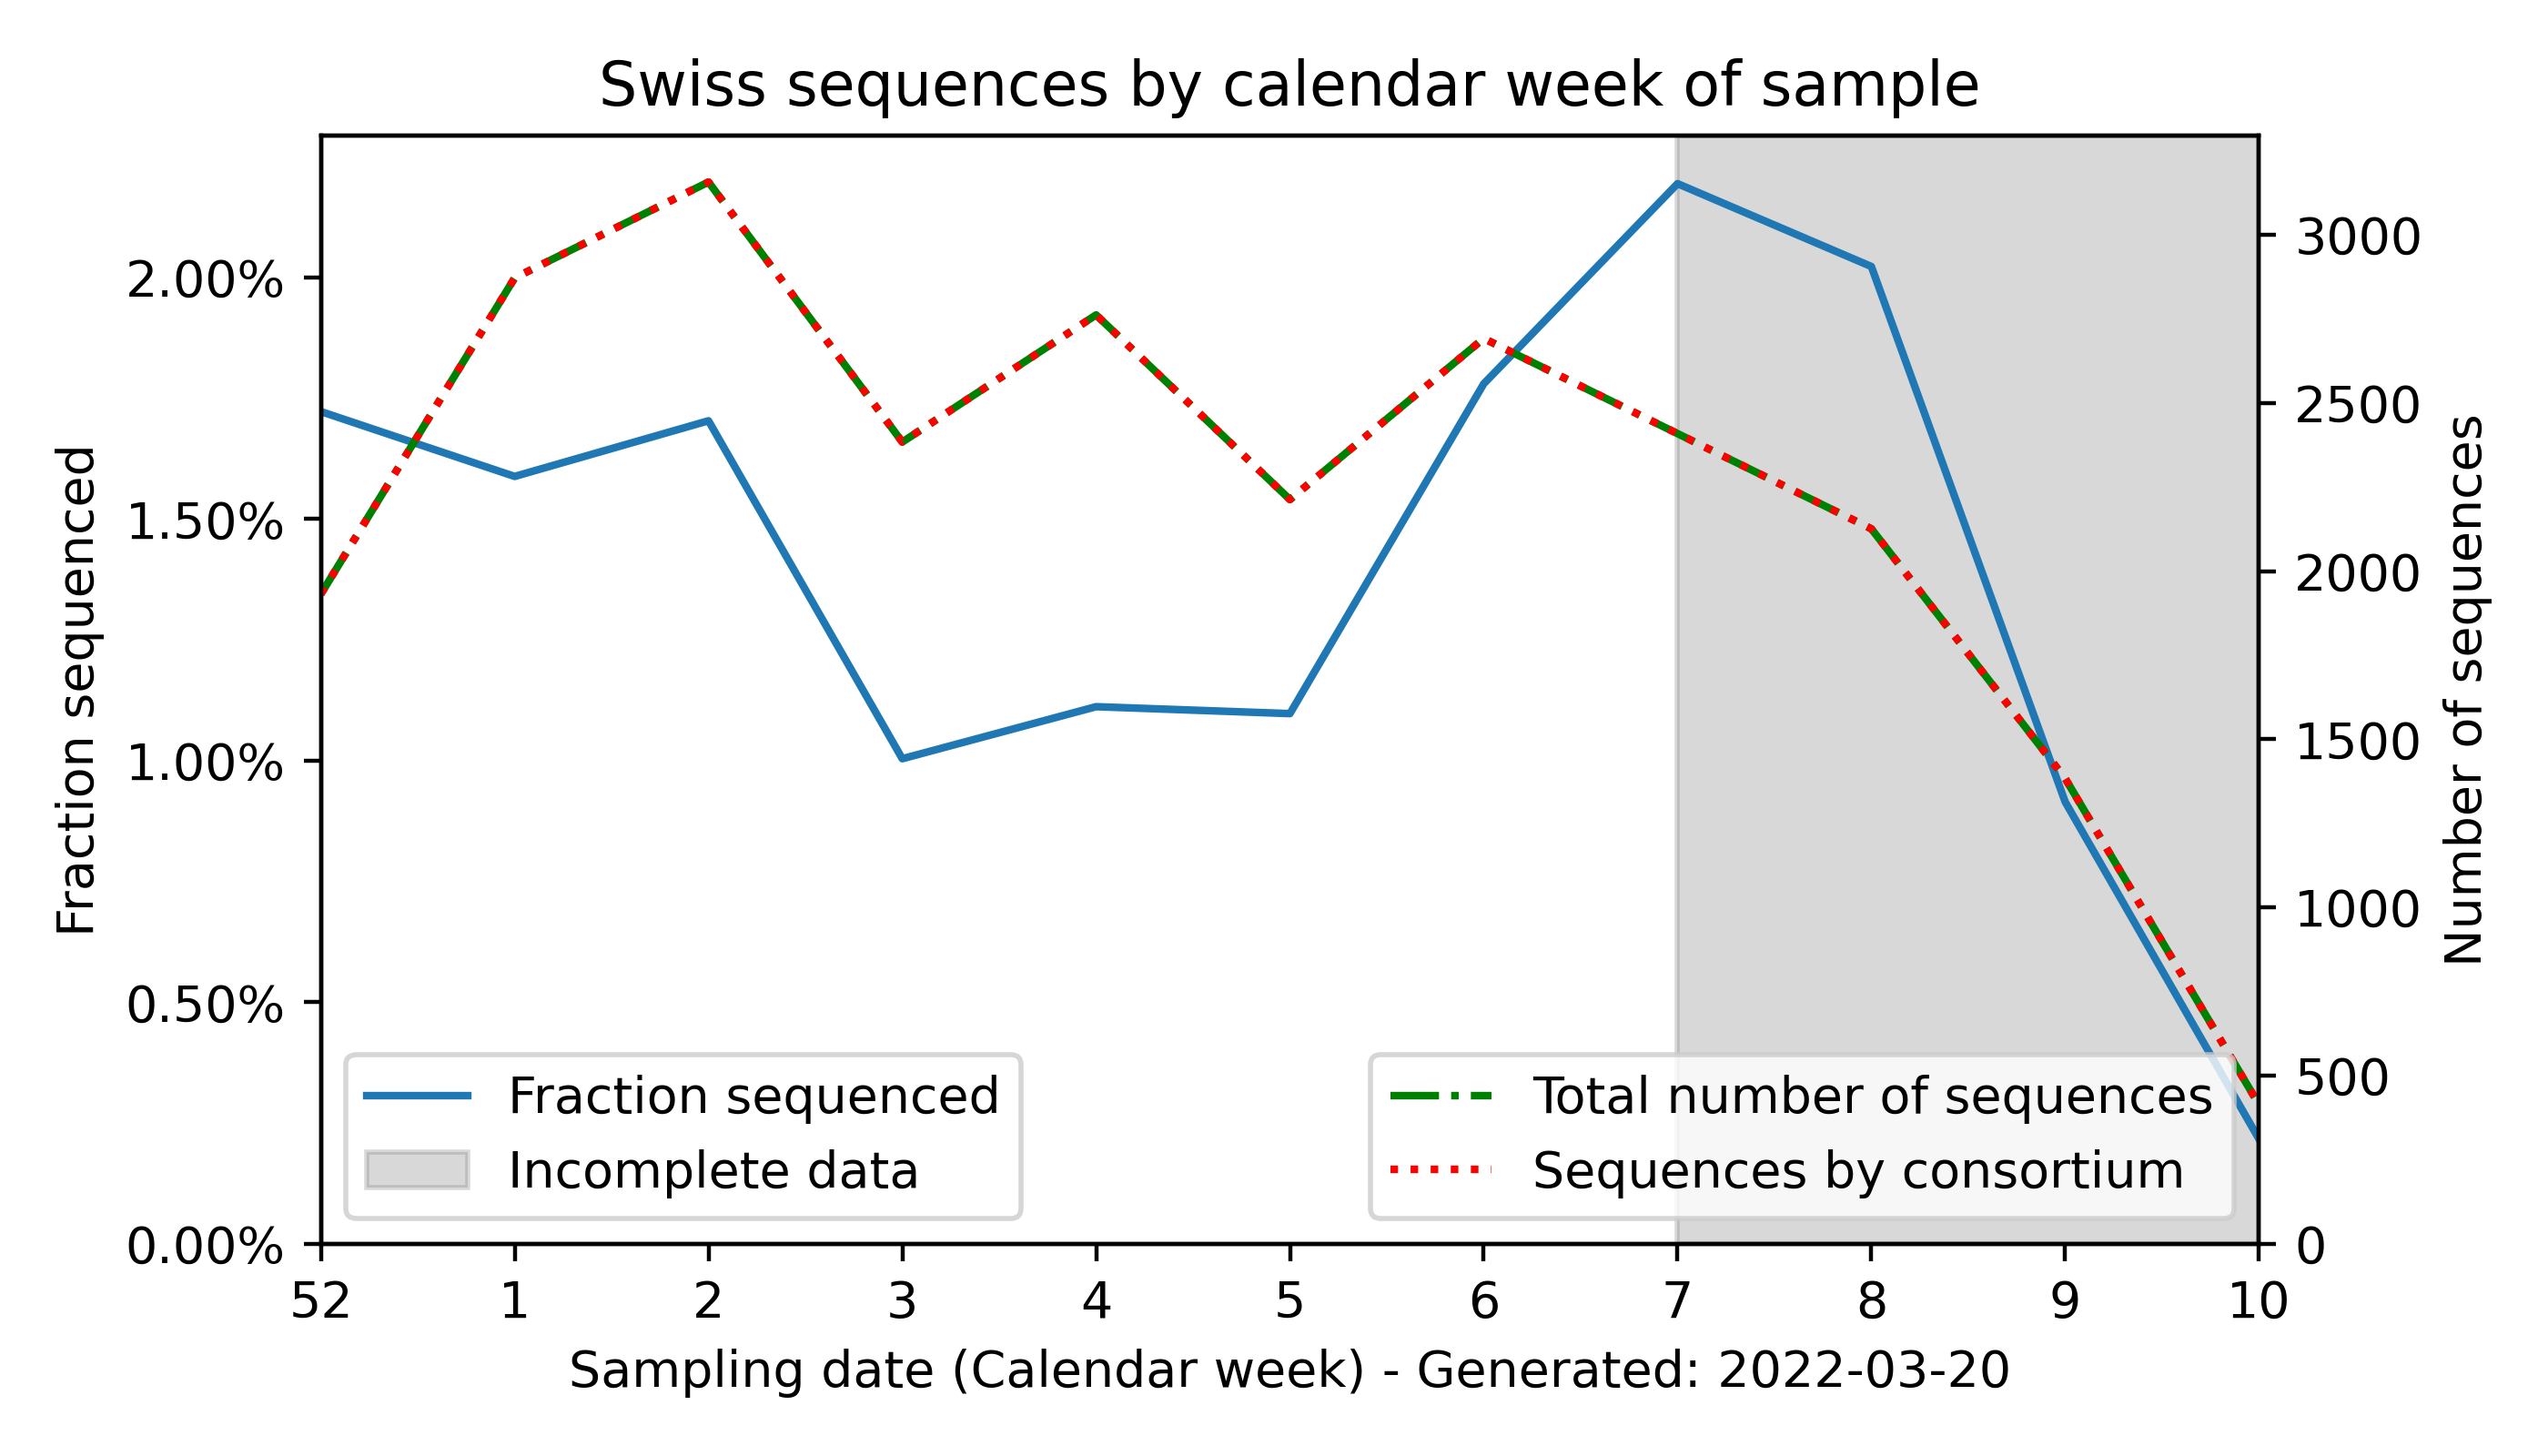 Swiss sequences by calendar week of sample
Fraction sequenced
2.00%
1.50%
1.00%
0.50%
0.00%
3000
2500
2000
1500
1000
500
0
Number of sequences
Fraction sequenced
Incomplete data
Total number of sequences
Sequences by consortium
52 1 2 3 4 5 6 7 8 9 10
Sampling date (Calendar week) - Generated: 2022-03-20